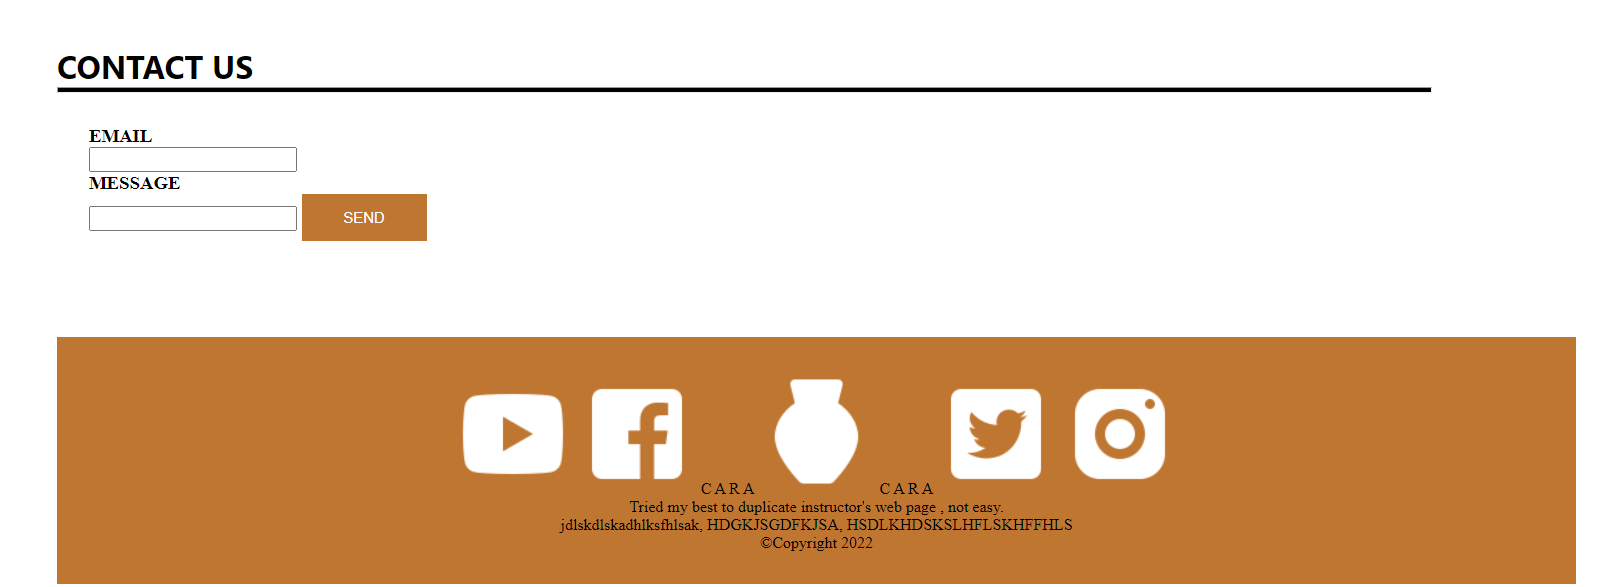 CONTACT US
EMAIL
MESSAGE
SEND
CARA CARA
Tried my best to duplicate instructor's web page , not easy.
jdlskdlskadhlksfhlsak, HDGKJSGDFKJSA, HSDLKHDSKSLHFLSKHFFHLS
©Copyright 2022